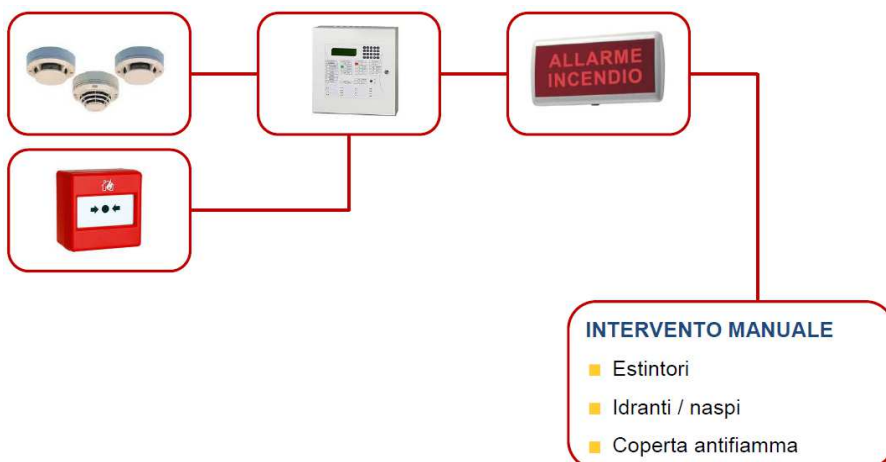 ALLARME
INCENDIO
INTERVENTO MANUALE
Estintori
Idranti / naspi
Coperta antifiamma